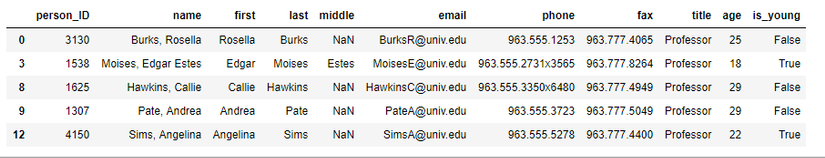 person_ID name first last middle email phone fax title age is_young
0 3130 Burks, Rosella Rosella Burks NaN BurksR@univ.edu 963.555.1253 963.777.4065 Professor 25 False
3 1538 Moises, Edgar Estes Edgar Moises Estes MoisesE@univ.edu 963.555.2731x3565 963.777.8264 Professor 18 True
8 1625 Hawkins, Callie Callie Hawkins NaN HawkinsC@univ.edu 963.555.3350x6480 963.777.4949 Professor 29 False
9 1307 Pate, Andrea Andrea Pate NaN PateA@univ.edu 963.555.3723 963.777.5049 Professor 29 False
12 4150 Sims, Angelina Angelina Sims NaN SimsA@univ.edu 963.555.5278 963.777.4400 Professor 22 True